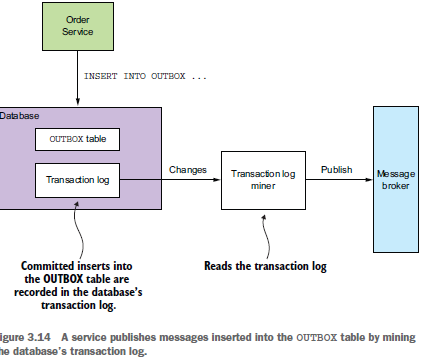 Order
Service
INSERT INTO OUTBOX ...
Database
OUTBOX table
Transaction log
Changes
Transaction log
miner
Publish
Message
broker
Committed inserts into
the OUTBOX table are
recorded in the database's
transaction log.
Reads the transaction log
igure 3.14 A service publishes messages inserted into the OUTBOX table by mining
he database's transaction log.